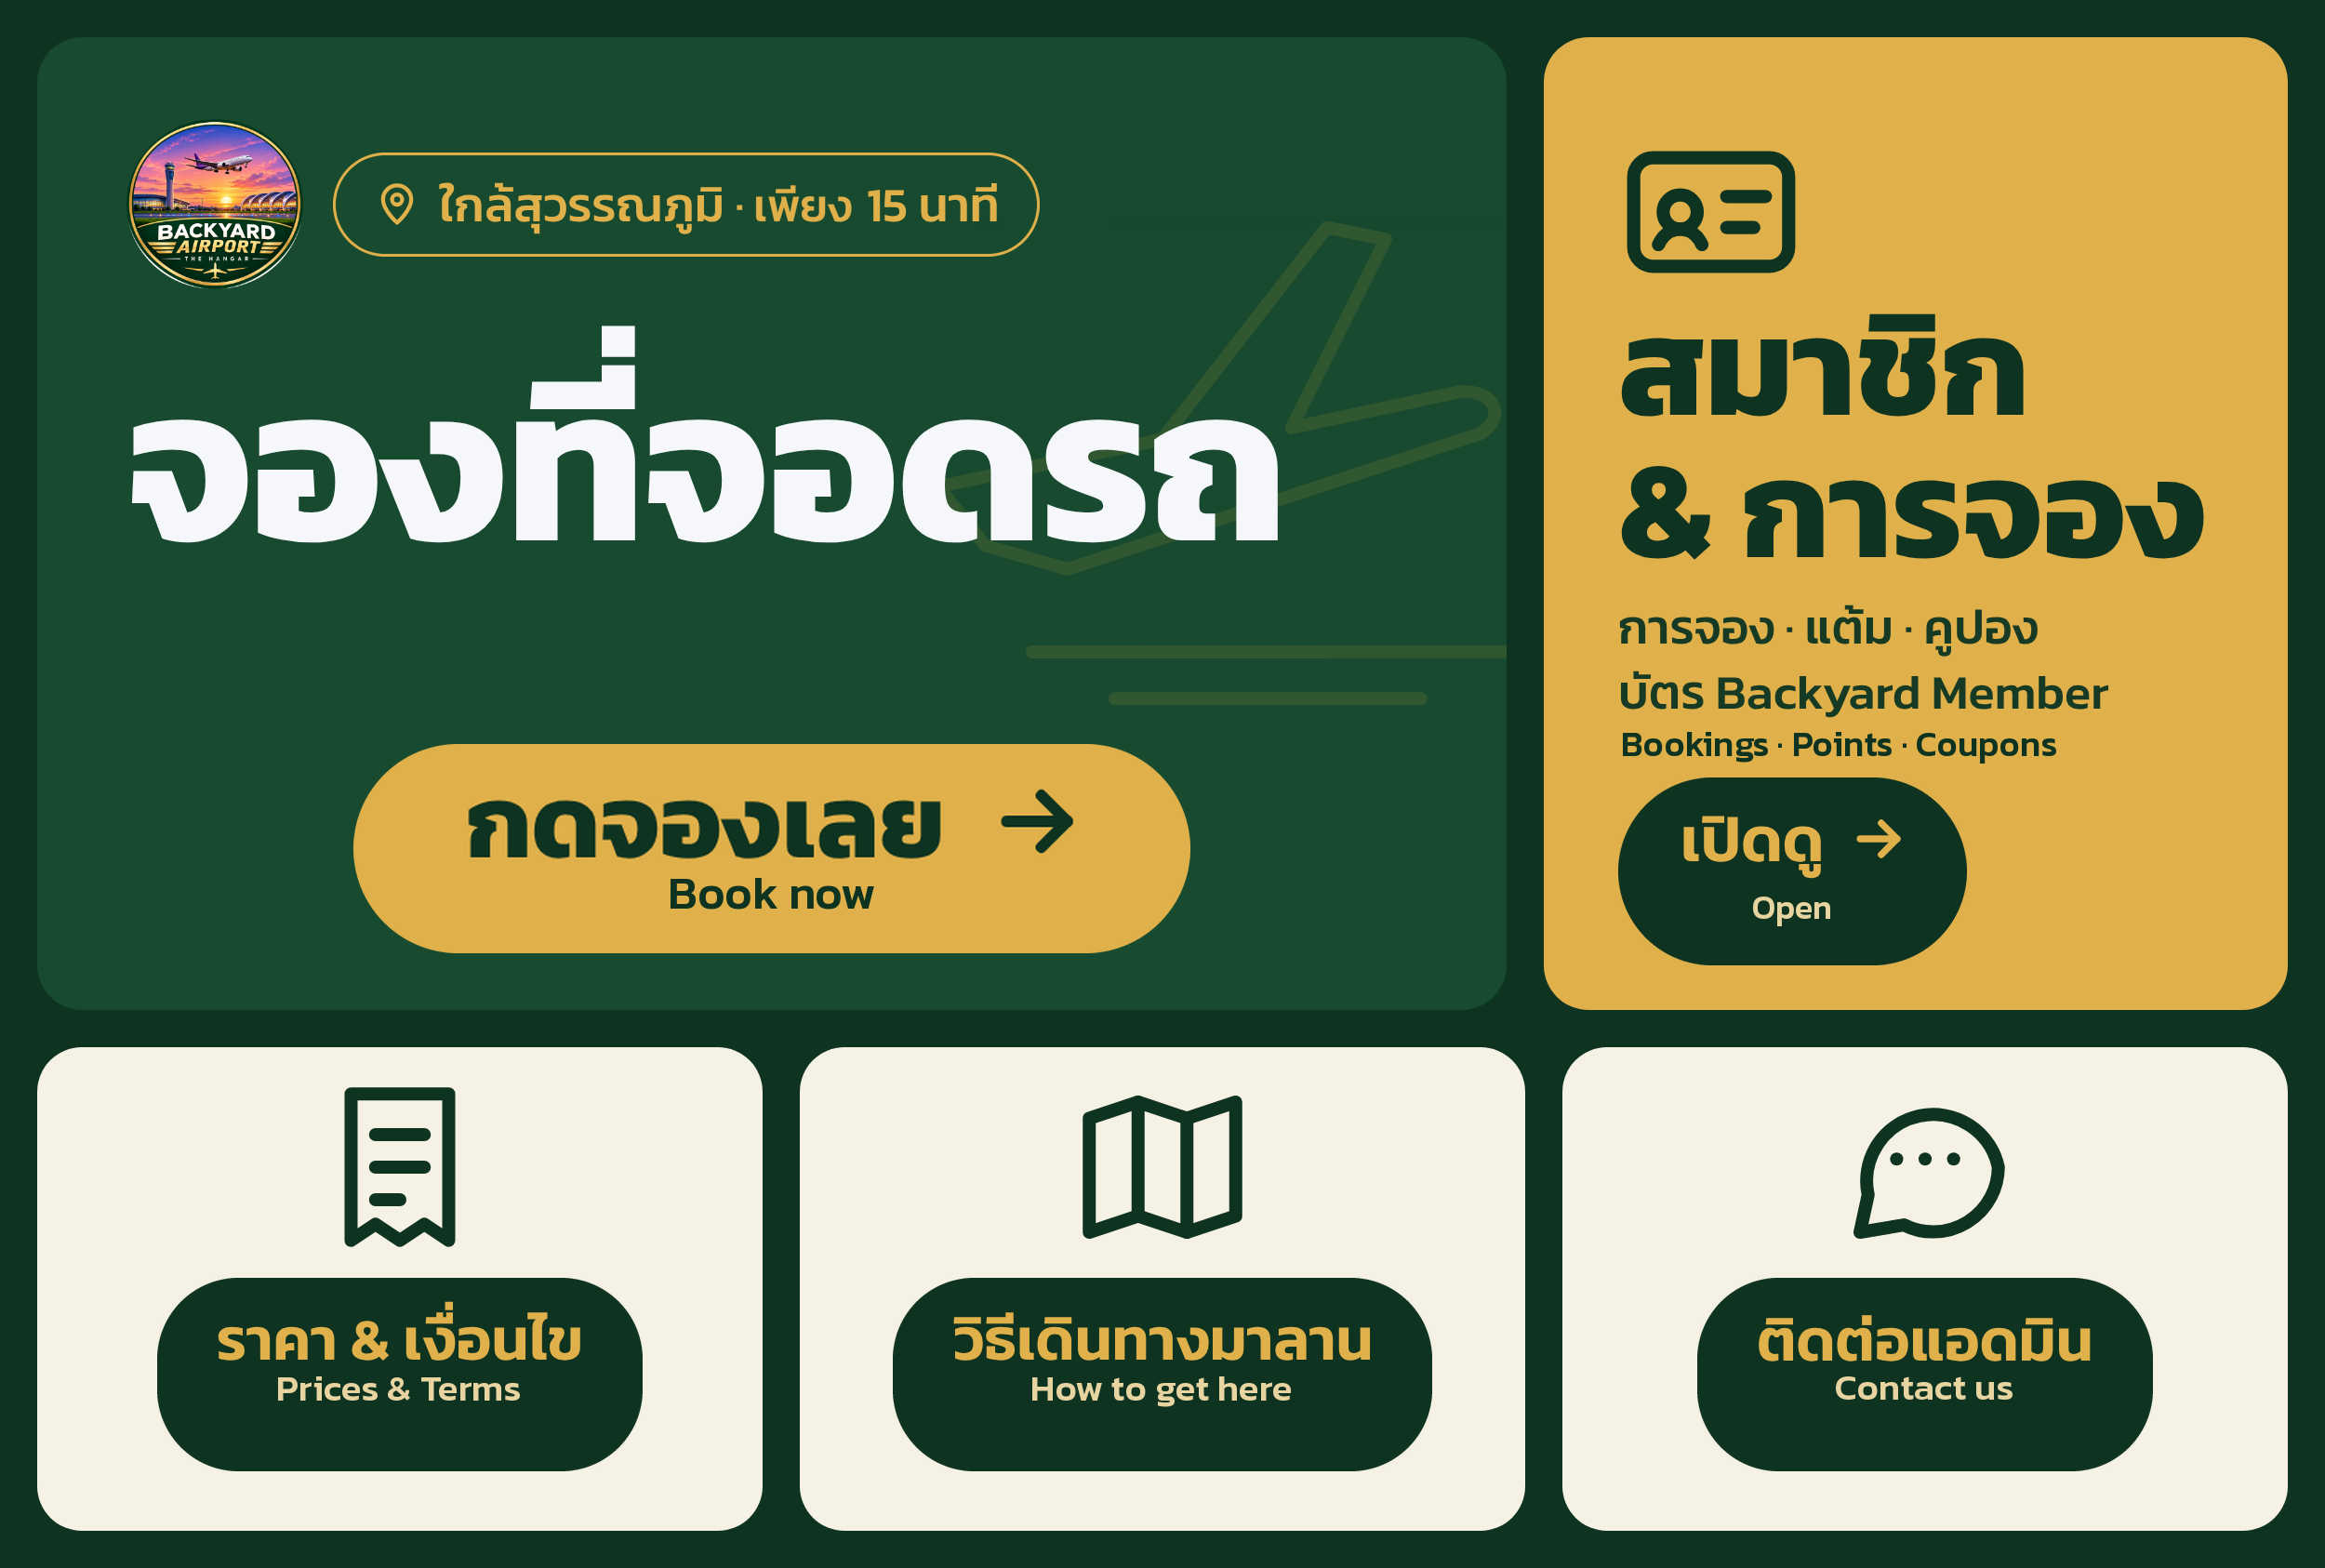 BACKYARD
AIRPORT
THE HANGAR
ใกล้สุวรรณภูมิ · เพียง 15 นาที
จองที่จอดรถ
กดจองเลย
Book now
สมาชิก
& การจอง
การจอง · แต้ม · คูปอง
บัตร Backyard Member
Bookings · Points · Coupons
เปิดดู
Open
ราคา & เงื่อนไข
Prices & Terms
วิธีเดินทางมาลาน
How to get here
ติดต่อแอดมิน
Contact us